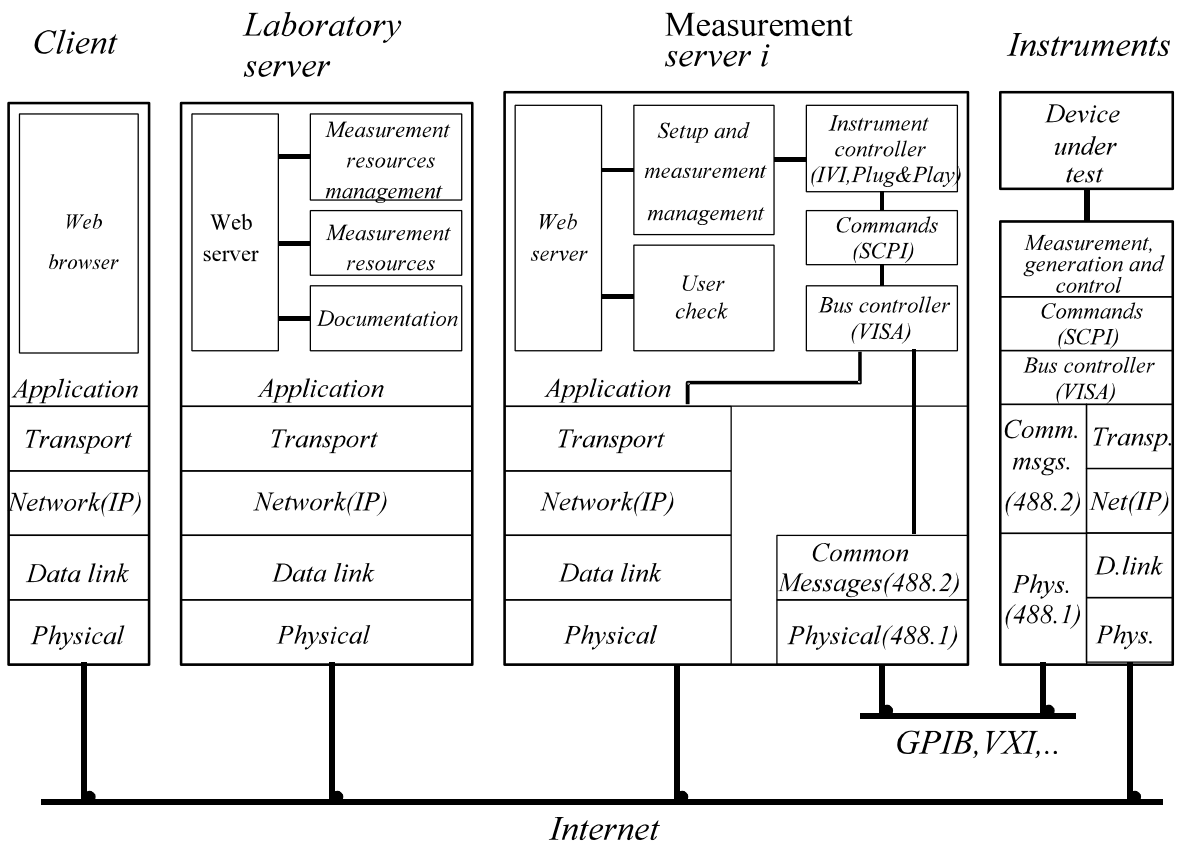 Client
Laboratory
server
Measurement
server i
Instruments
Web
browser
Application
Transport
Network(IP)
Data link
Physical
Web
server
Measurement
resources
management
Measurement
resources
Documentation
Application
Transport
Network(IP)
Data link
Physical
Web
server
Setup and
measurement
management
User
check
Instrument
controller
(IVI,Plug&Play)
Commands
(SCPI)
Bus controller
(VISA)
Application
Transport
Network(IP)
Data link
Physical
Common
Messages(488.2)
Physical(488.1)
Device
under
test
Measurement,
generation and
control
Commands
(SCPI)
Bus controller
(VISA)
Comm.
msgs.
(488.2)
Phys.
(488.1)
Transp.
Net(IP)
D.link
Phys.
GPIB,VXI,..
Internet